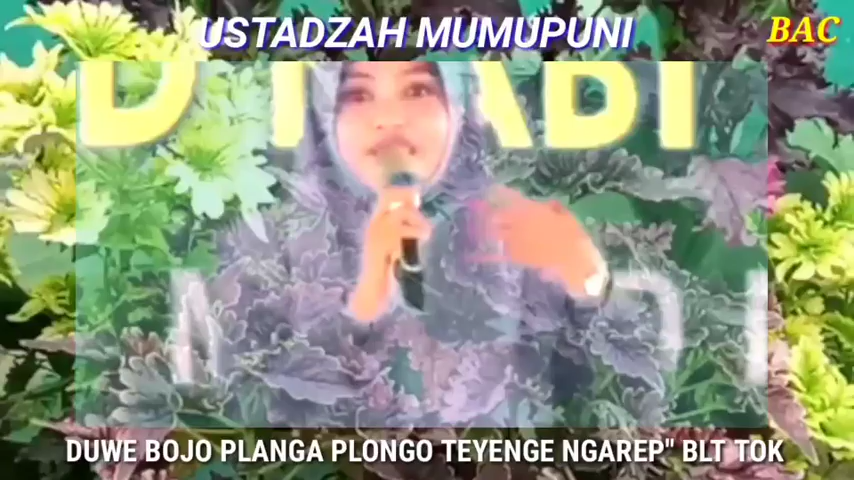 USTADZAH MUMUPUNI
BAC
DUWE BOJO PLANGA PLONGO TEYENGE NGAREP" BLT TOK